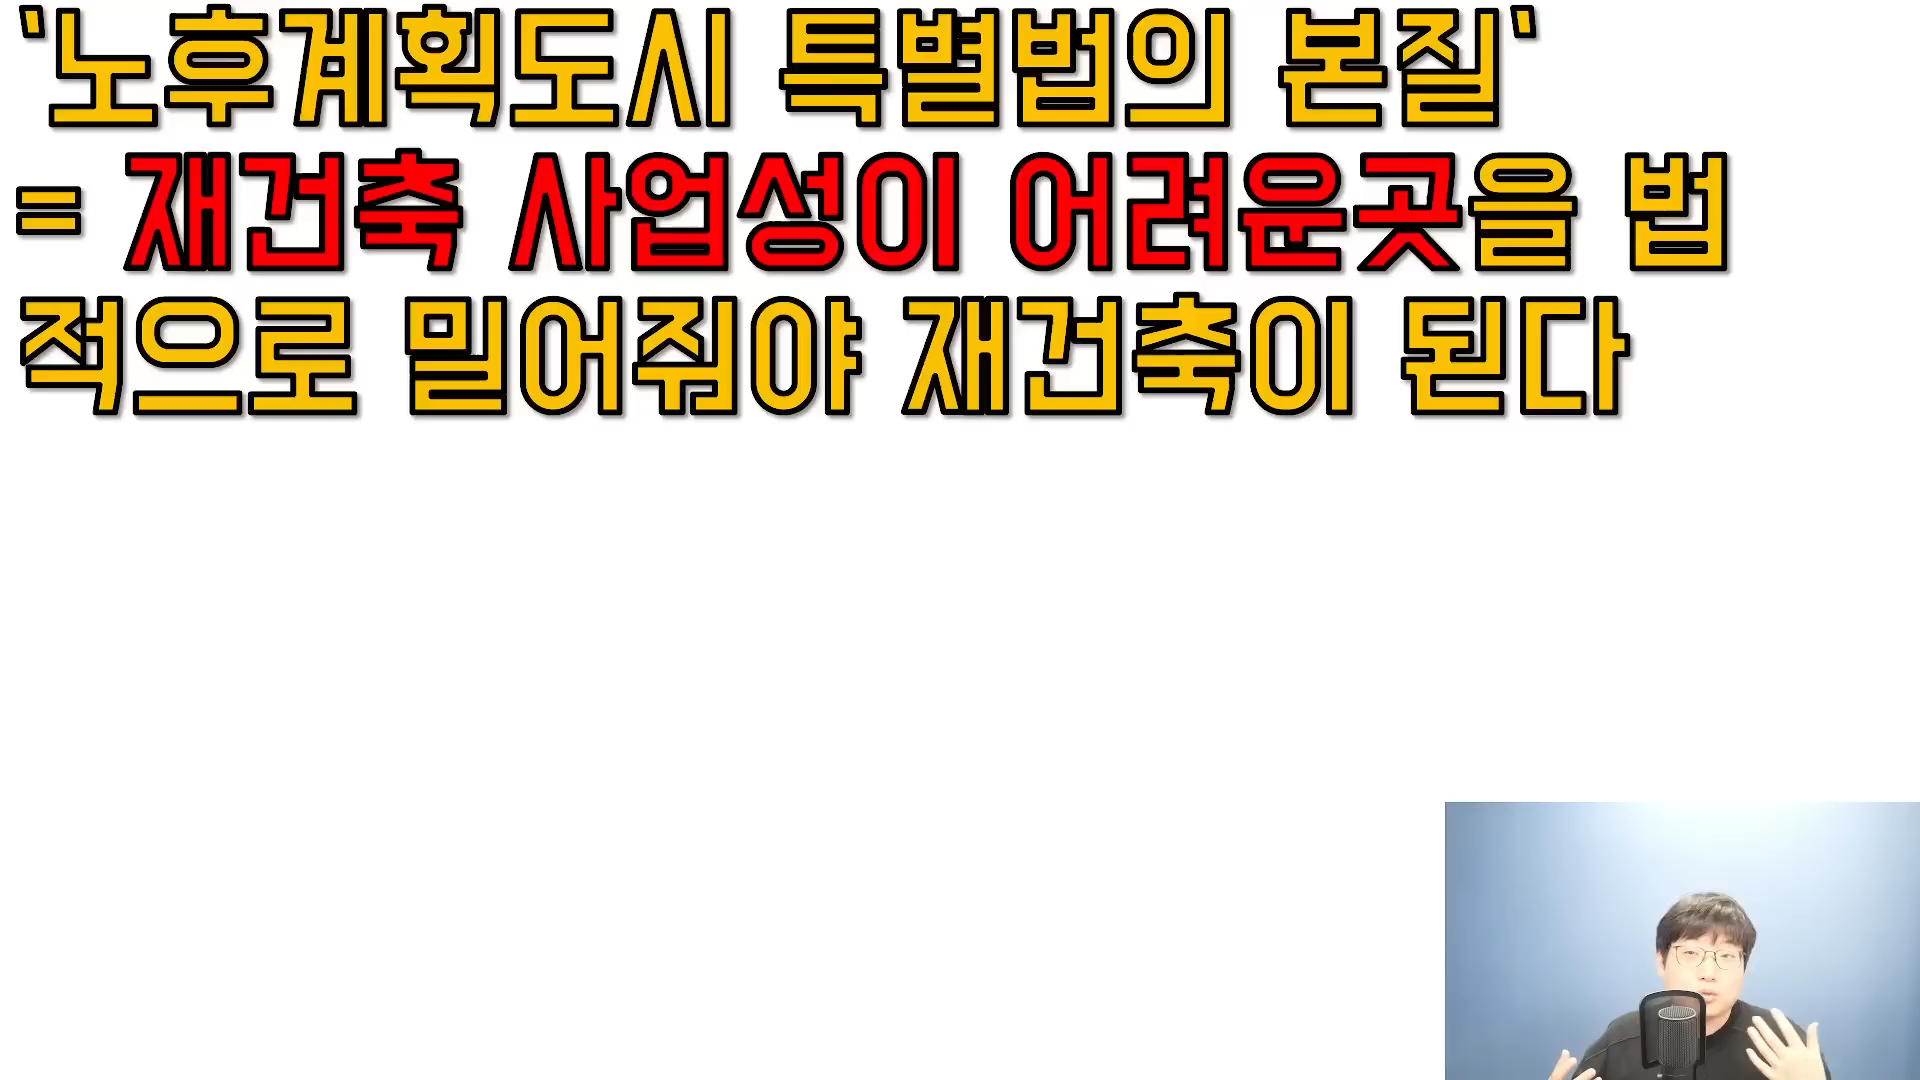 ‘노후계획도시 특별법의 본질‘
= 재건축 사업성이 어려운곳을 법
적으로 밀어줘야 재건축이 된다